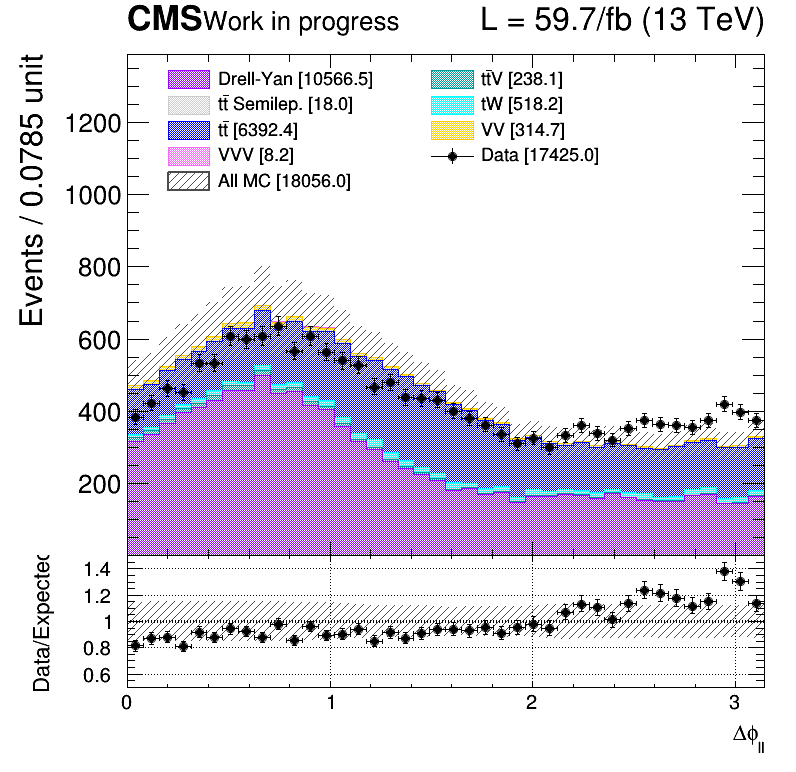 CMS Work in progress L = 59.7/fb (13 TeV)
Events / 0.0785 unit
Drell-Yan [10566.5]
tt̄ Semilep. [18.0]
tt̄ [6392.4]
VVV [8.2]
All MC [18056.0]
tt̄V [238.1]
tW [518.2]
VV [314.7]
Data [17425.0]
1200
1000
800
600
400
200
Data/Expected
1.4
1.2
1
0.8
0.6
0 1 2 3
Δϕll